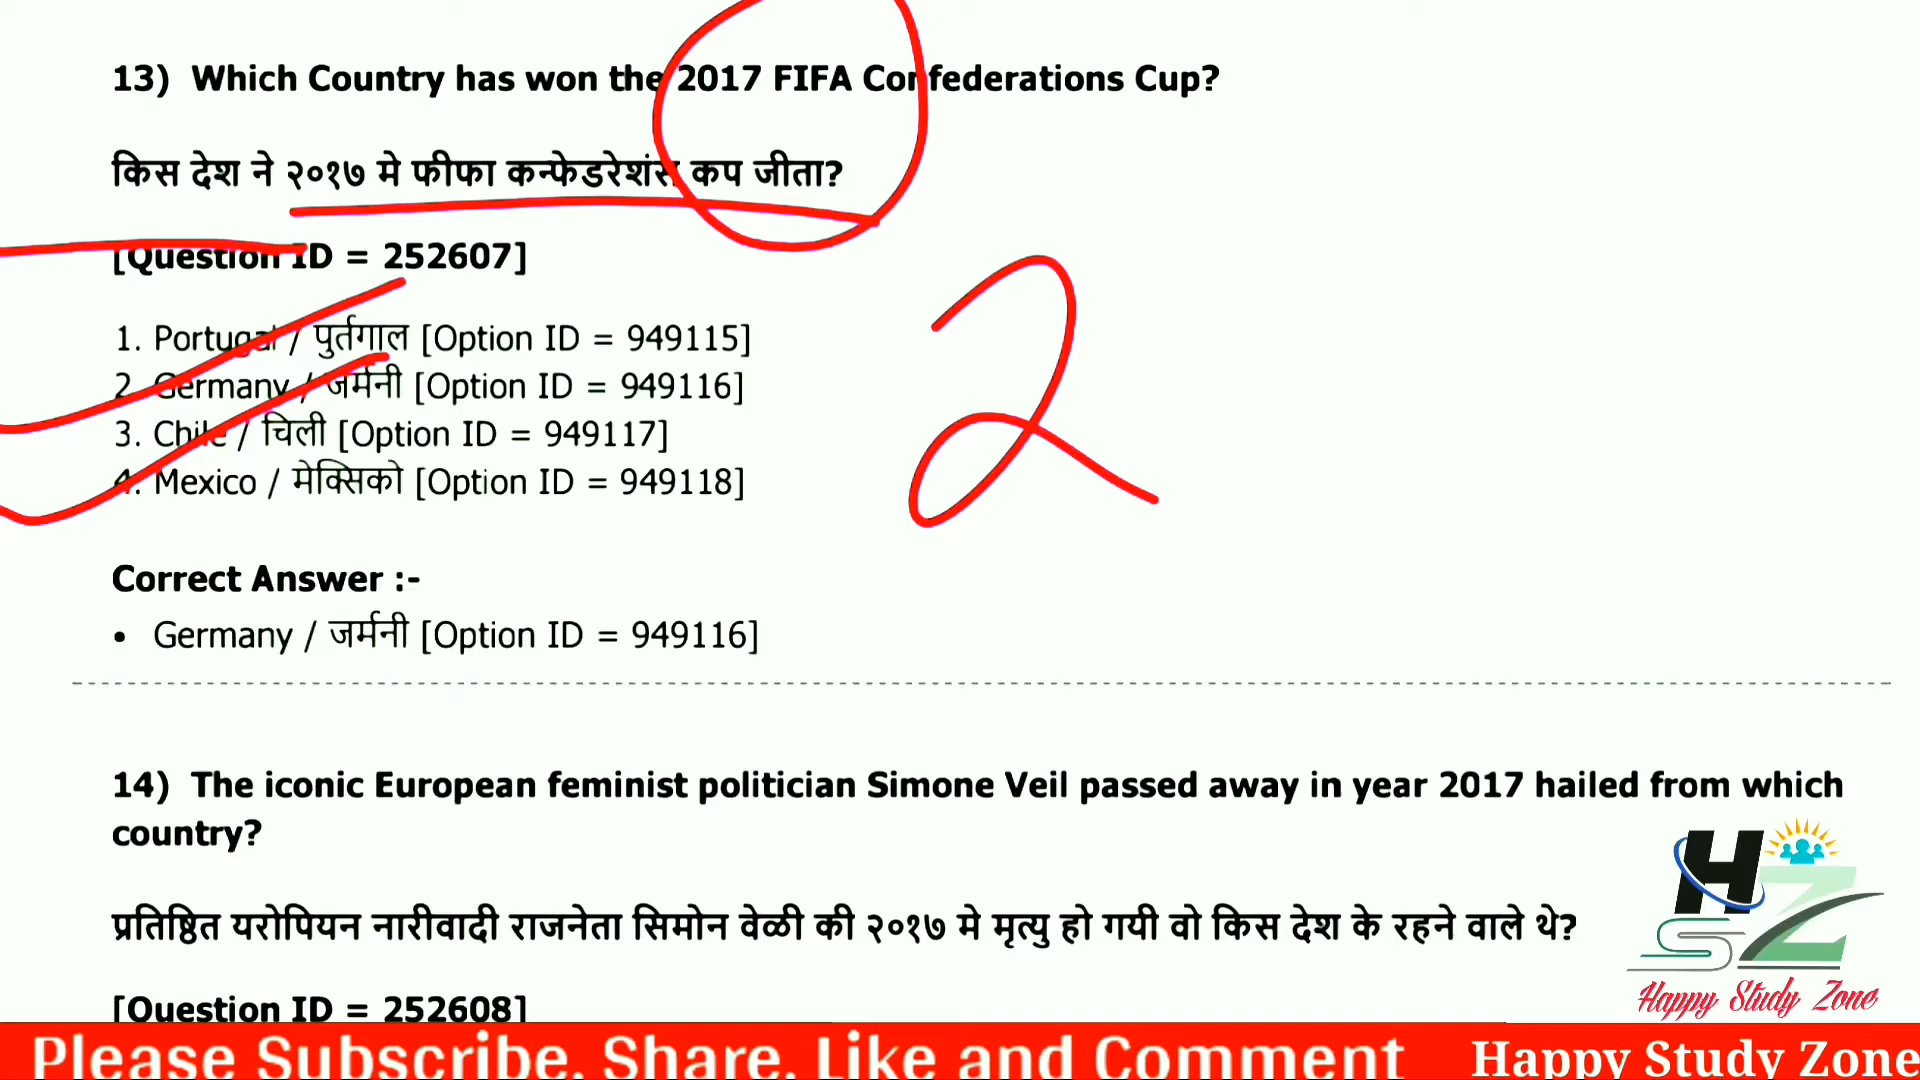 13) Which Country has won the 2017 FIFA Confederations Cup?
किस देश ने २०१७ मे फीफा कन्फेडरेशंस कप जीता?
[Question ID = 252607]
1. Portugal / पुर्तगाल [Option ID = 949115]
2. Germany / जर्मनी [Option ID = 949116]
3. Chile / चिली [Option ID = 949117]
4. Mexico / मेक्सिको [Option ID = 949118]
2
Correct Answer :-
• Germany / जर्मनी [Option ID = 949116]
14) The iconic European feminist politician Simone Veil passed away in year 2017 hailed from which
country?
प्रतिष्ठित यरोपियन नारीवादी राजनेता सिमोन वेळी की २०१७ मे मृत्यु हो गयी वो किस देश के रहने वाले थे?
[Question ID = 252608]
HSZ
Happy Study Zone
Please Subscribe, Share, Like and Comment Happy Study Zone